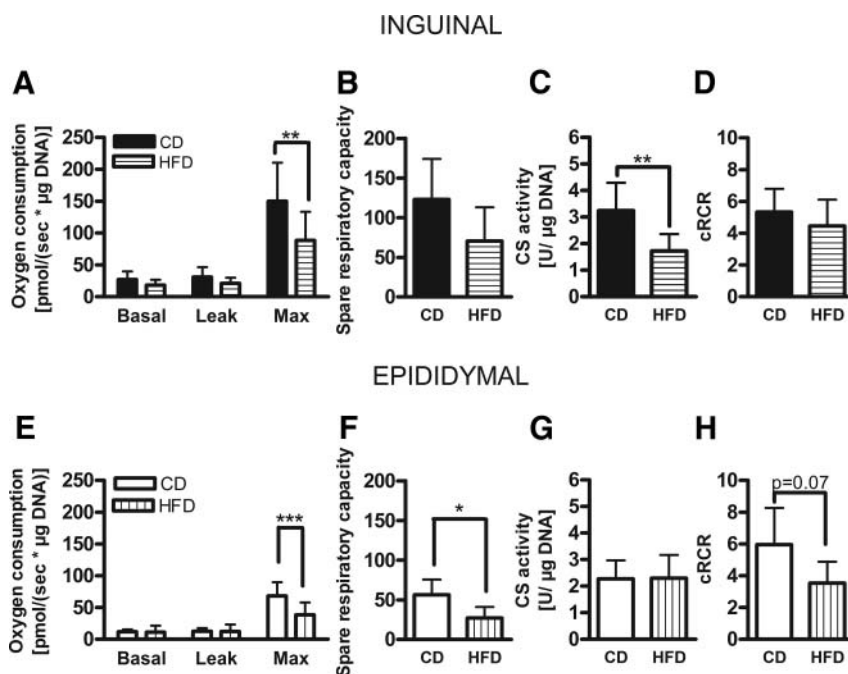 INGUINAL
A
Oxygen consumption
[pmol/(sec * µg DNA)]
250
200
150
100
50
0
CD
HFD
**
Basal Leak Max
B
Spare respiratory capacity
200
150
100
50
0
CD HFD
C
CS activity
[U/ µg DNA]
6
5
4
3
2
1
0
**
CD HFD
D
cRCR
10
8
6
4
2
0
CD HFD
EPIDIDYMAL
E
Oxygen consumption
[pmol/(sec * µg DNA)]
250
200
150
100
50
0
CD
HFD
***
Basal Leak Max
F
Spare respiratory capacity
200
150
100
50
0
*
CD HFD
G
CS activity
[U/ µg DNA]
6
5
4
3
2
1
0
CD HFD
H
cRCR
10
8
6
4
2
0
p=0.07
CD HFD